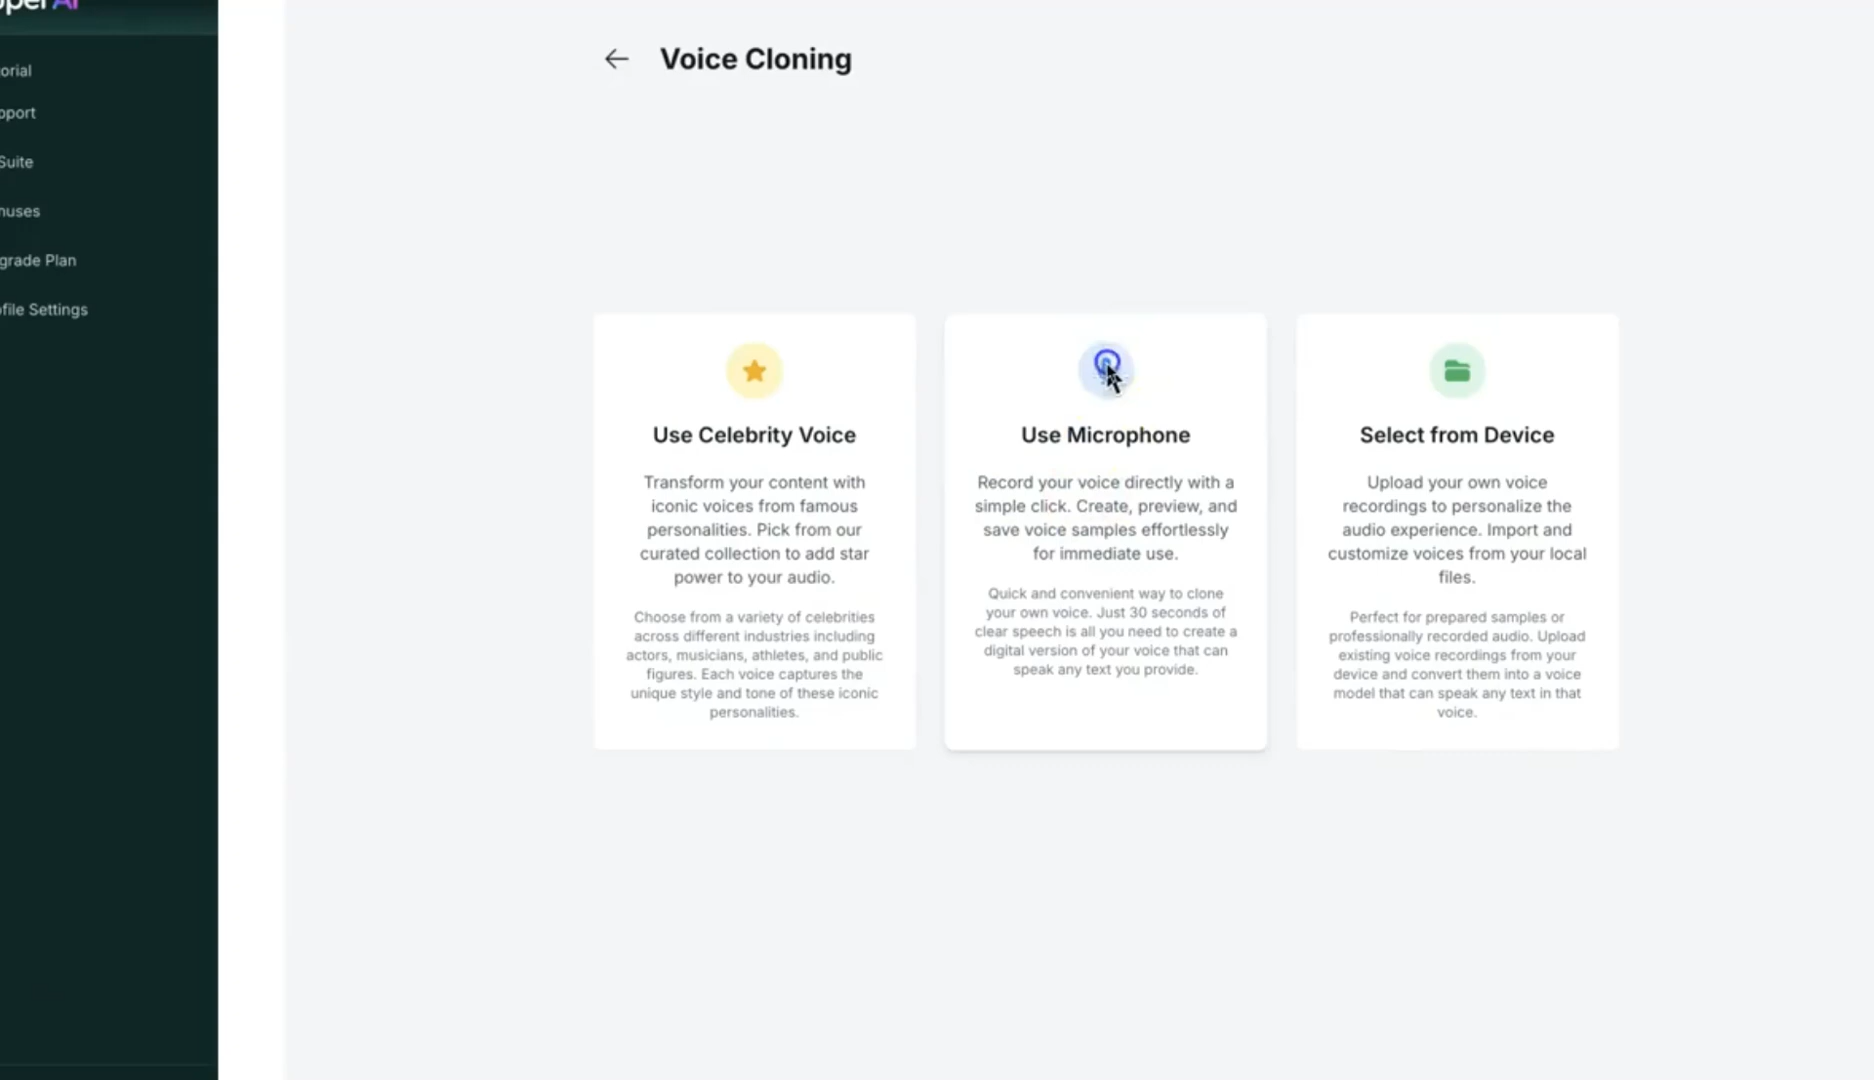 Voice Cloning
orial
pport
Suite
nuses
grade Plan
ofile Settings
Use Celebrity Voice
Transform your content with
iconic voices from famous
personalities. Pick from our
curated collection to add star
power to your audio.
Choose from a variety of celebrities
across different industries including
actors, musicians, athletes, and public
figures. Each voice captures the
unique style and tone of these iconic
personalities.
Use Microphone
Record your voice directly with a
simple click. Create, preview, and
save voice samples effortlessly
for immediate use.
Quick and convenient way to clone
your own voice. Just 30 seconds of
clear speech is all you need to create a
digital version of your voice that can
speak any text you provide.
Select from Device
Upload your own voice
recordings to personalize the
audio experience. Import and
customize voices from your local
files.
Perfect for prepared samples or
professionally recorded audio. Upload
existing voice recordings from your
device and convert them into a voice
model that can speak any text in that
voice.